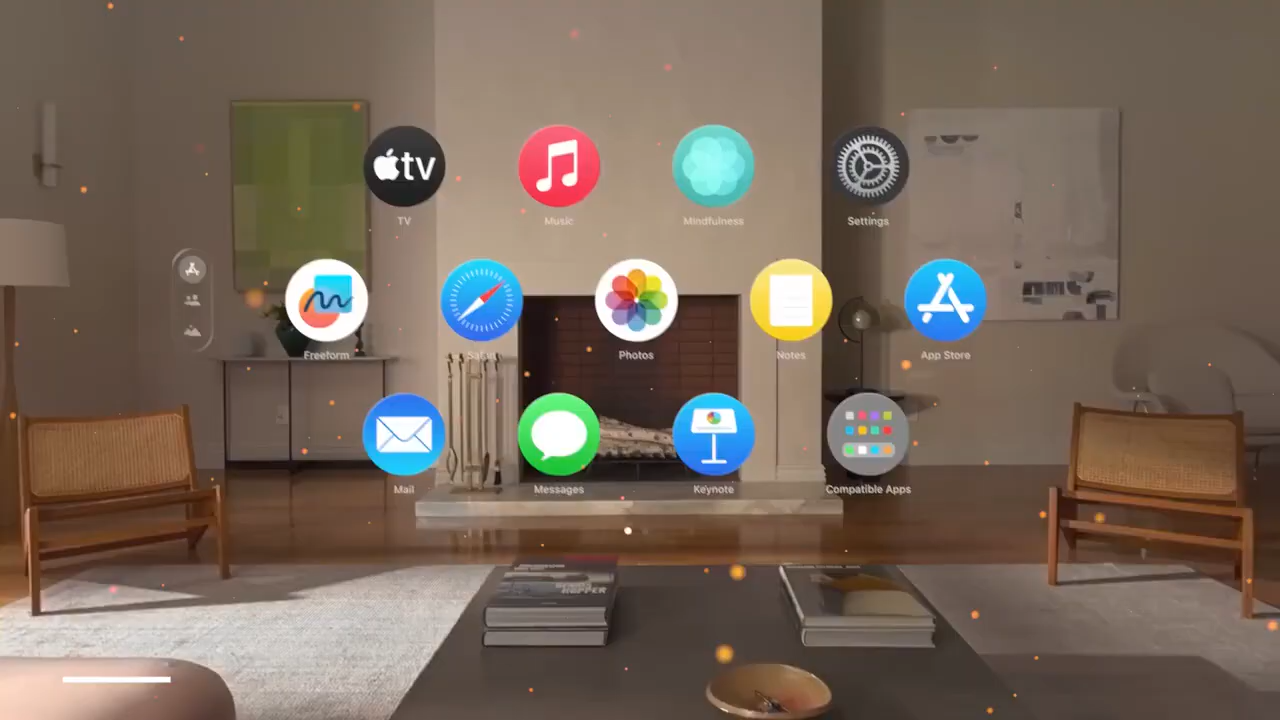 tv
TV
Music
Mindfulness
Settings
Freeform
Safari
Photos
Notes
App Store
Mail
Messages
Keynote
Compatible Apps